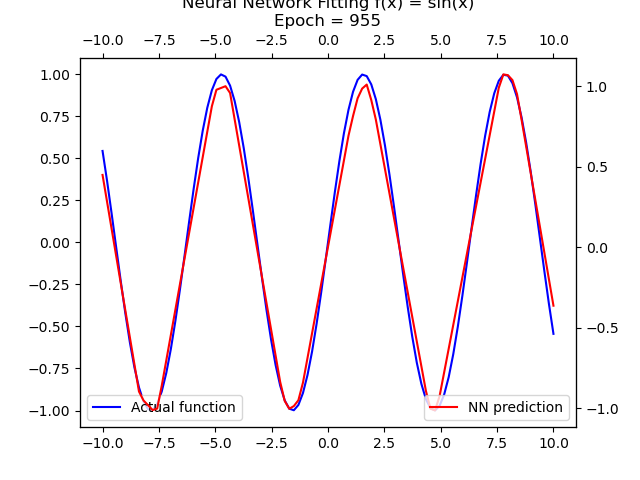 Neural Network Fitting f(x) = sin(x)
Epoch = 955
−10.0 −7.5 −5.0 −2.5 0.0 2.5 5.0 7.5 10.0
1.00
0.75
0.50
0.25
0.00
−0.25
−0.50
−0.75
−1.00
1.0
0.5
0.0
−0.5
−1.0
Actual function
NN prediction
−10.0 −7.5 −5.0 −2.5 0.0 2.5 5.0 7.5 10.0